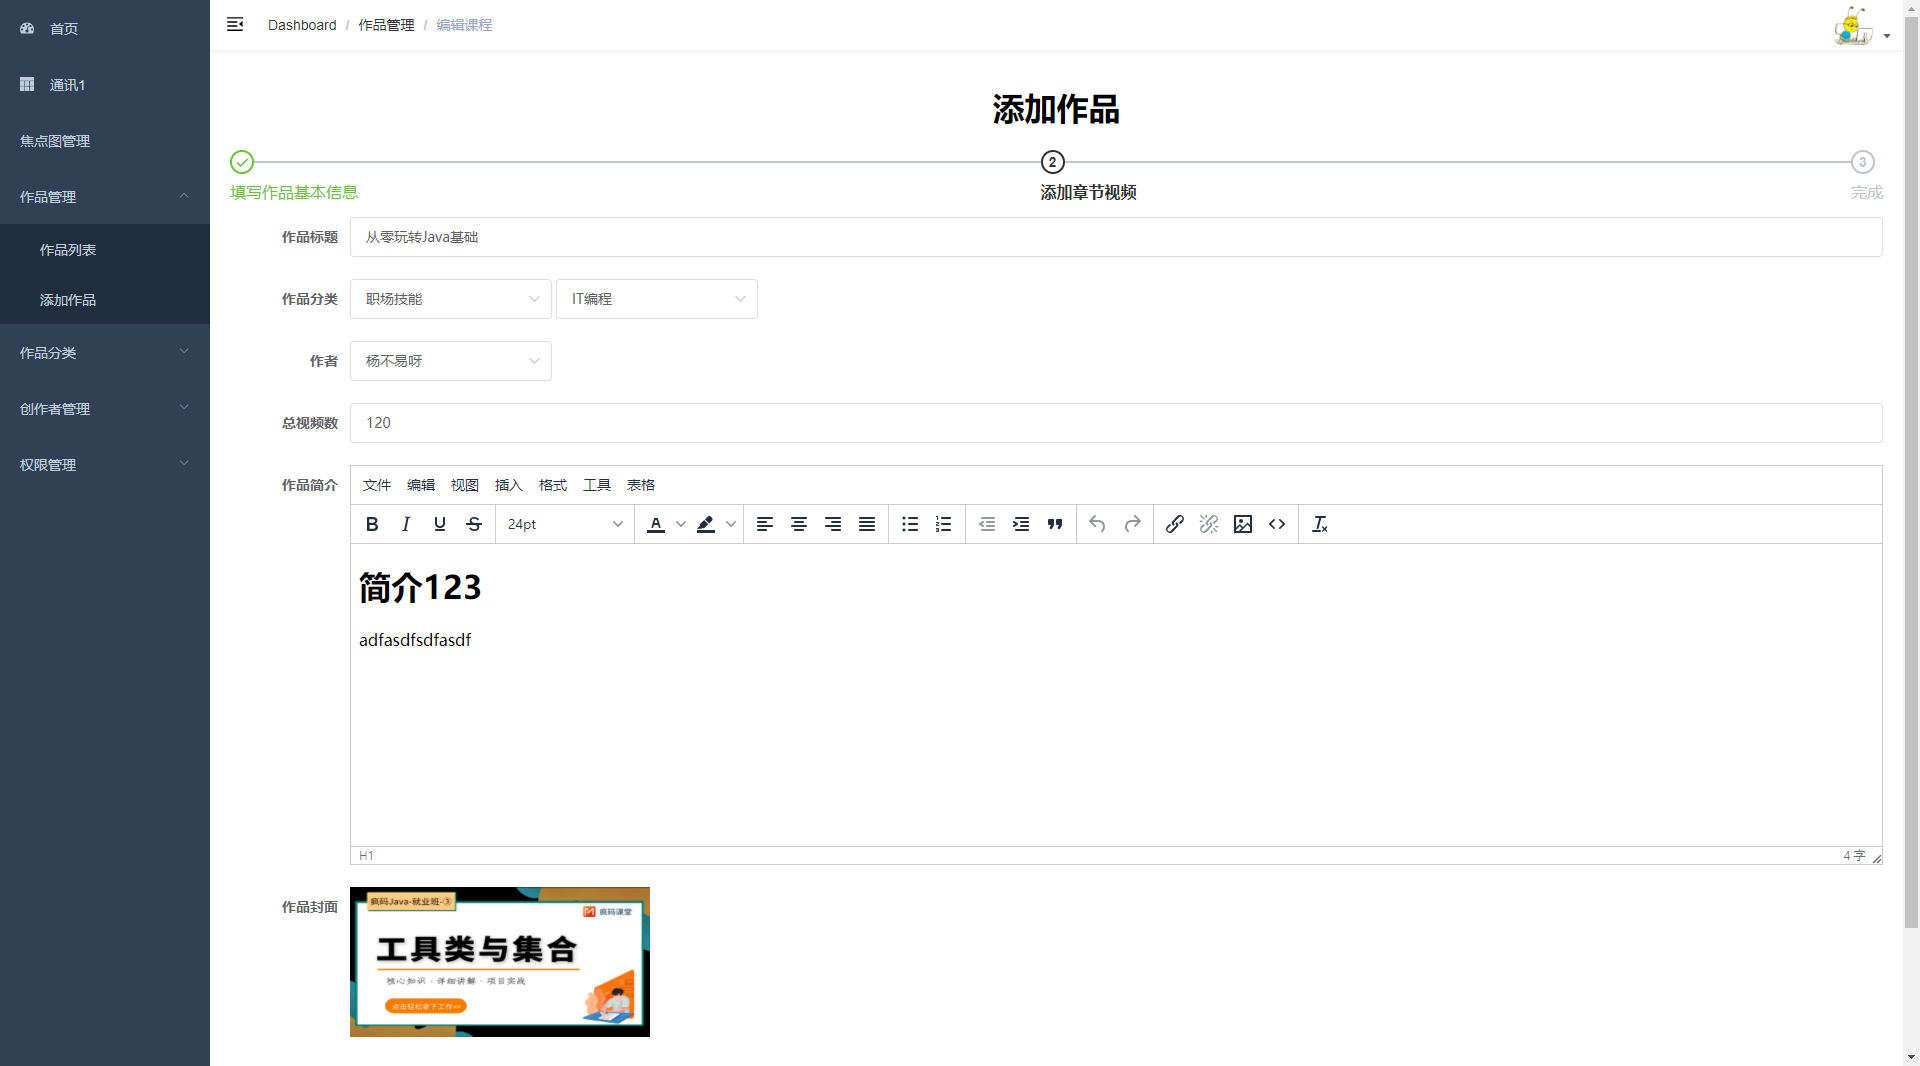 首页
通讯1
焦点图管理
作品管理
作品列表
添加作品
作品分类
创作者管理
权限管理
Dashboard / 作品管理 / 编辑课程
添加作品
2
3
填写作品基本信息
添加章节视频
完成
作品标题 从零玩转Java基础
作品分类 职场技能 IT编程
作者 杨不易呀
总视频数 120
作品简介 文件 编辑 视图 插入 格式 工具 表格
B I U S 24pt A
简介123
adfasdfsdfasdf
H1 4 字
作品封面
疯码Java-就业班-③
疯码课堂
工具类与集合
核心知识 · 详细讲解 · 项目实战
点击轻松拿下工作>>